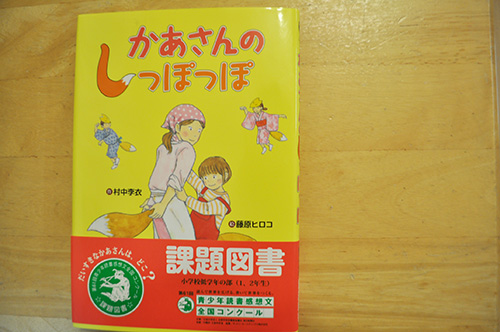 かあさんの
しっぽっぽ
作 村中李衣
絵 藤原ヒロコ
だいすきなかあさんは、どこ?
課題図書
小学校低学年の部(1、2年生)
青少年読書感想文
全国コンクール